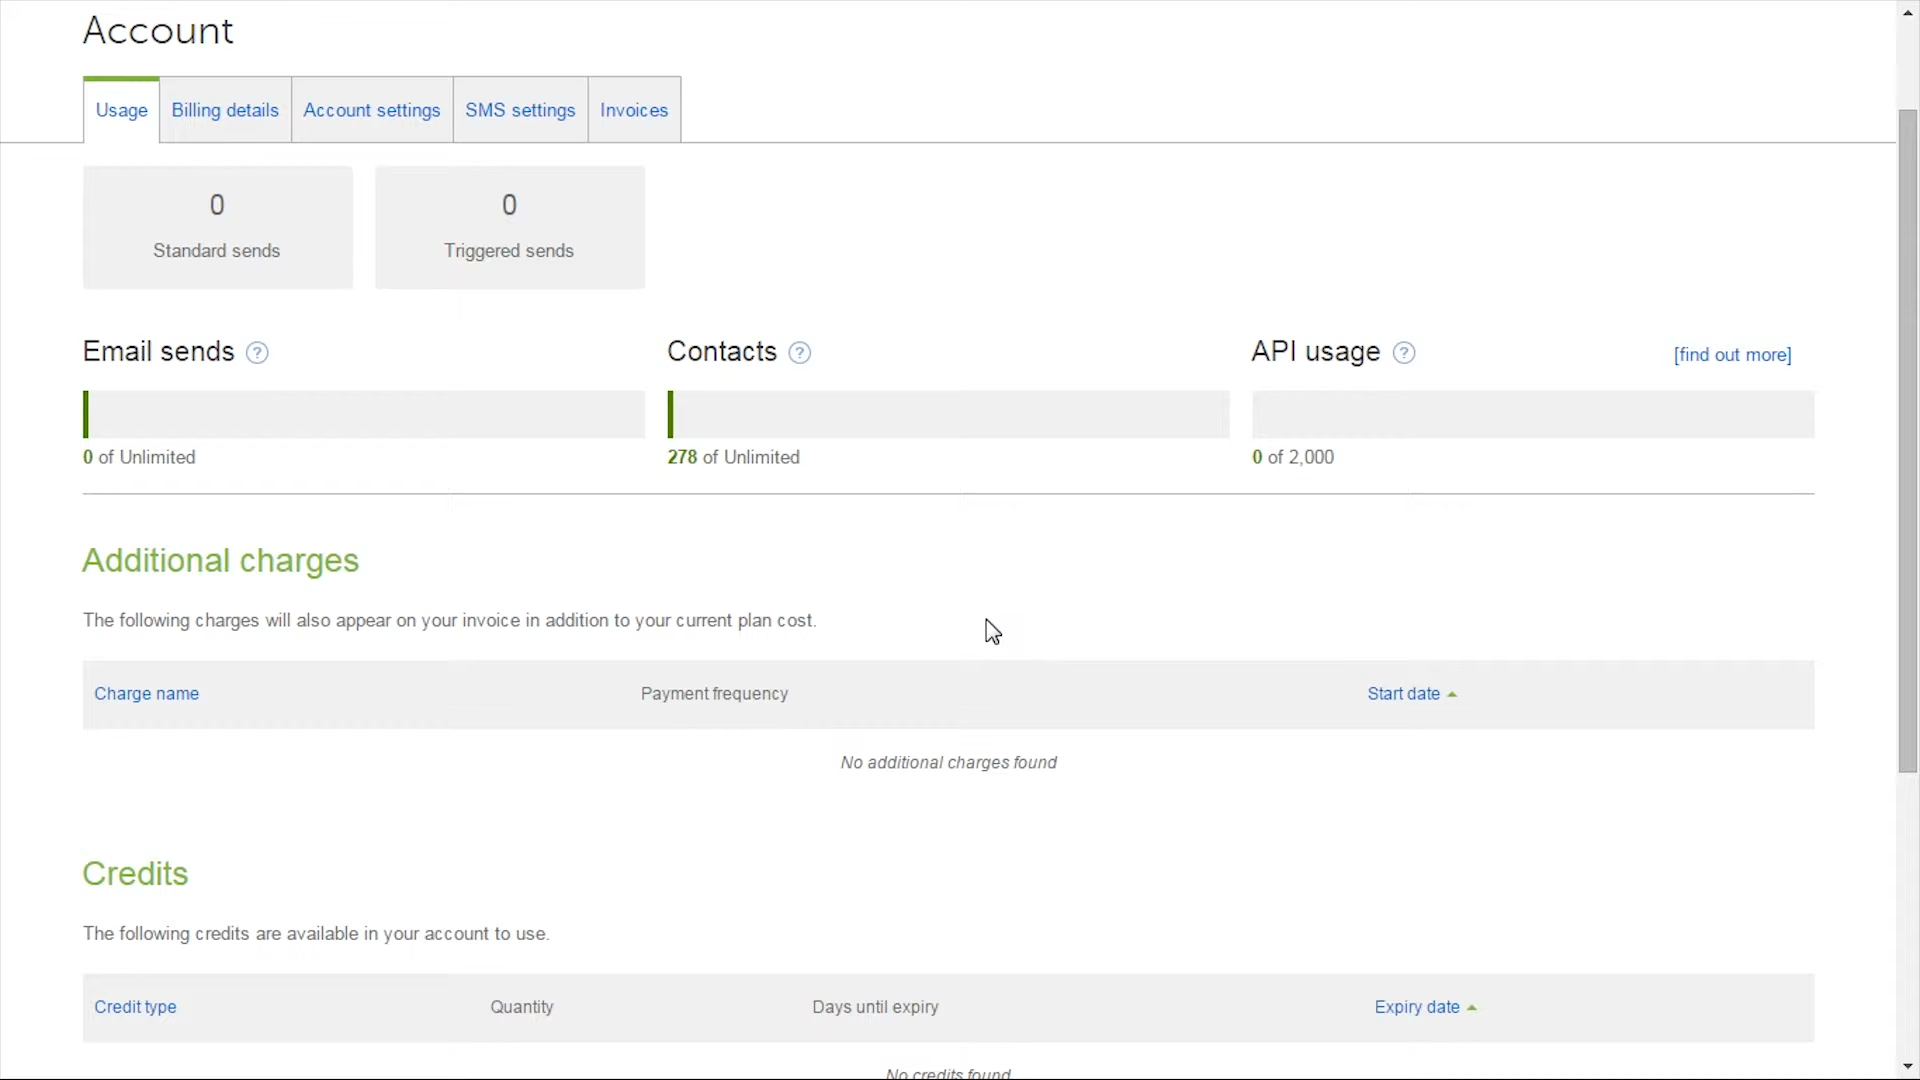 Account
Usage Billing details Account settings SMS settings Invoices
0 0
Standard sends Triggered sends
Email sends ? Contacts ? API usage ? [find out more]
0 of Unlimited 278 of Unlimited 0 of 2,000
Additional charges
The following charges will also appear on your invoice in addition to your current plan cost.
Charge name Payment frequency Start date
No additional charges found
Credits
The following credits are available in your account to use.
Credit type Quantity Days until expiry Expiry date
No credits found